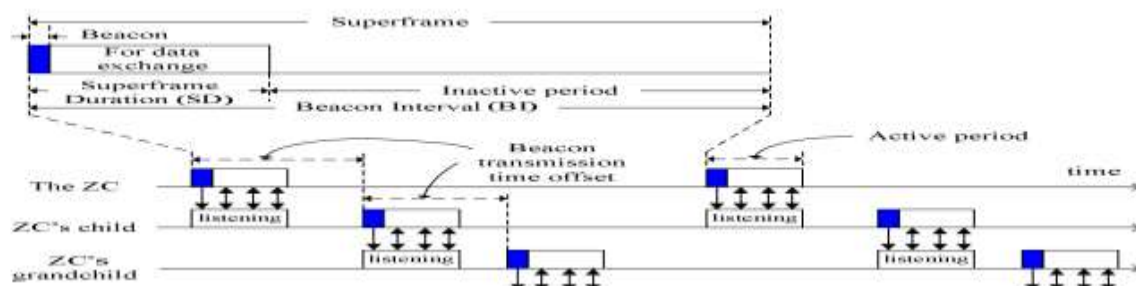 Superframe
Beacon
For data
exchange
Superframe
Duration (SD)
Inactive period
Beacon Interval (BI)
Beacon
transmission
time offset
Active period
time
The ZC
listening
listening
ZC's child
listening
listening
ZC's
grandchild